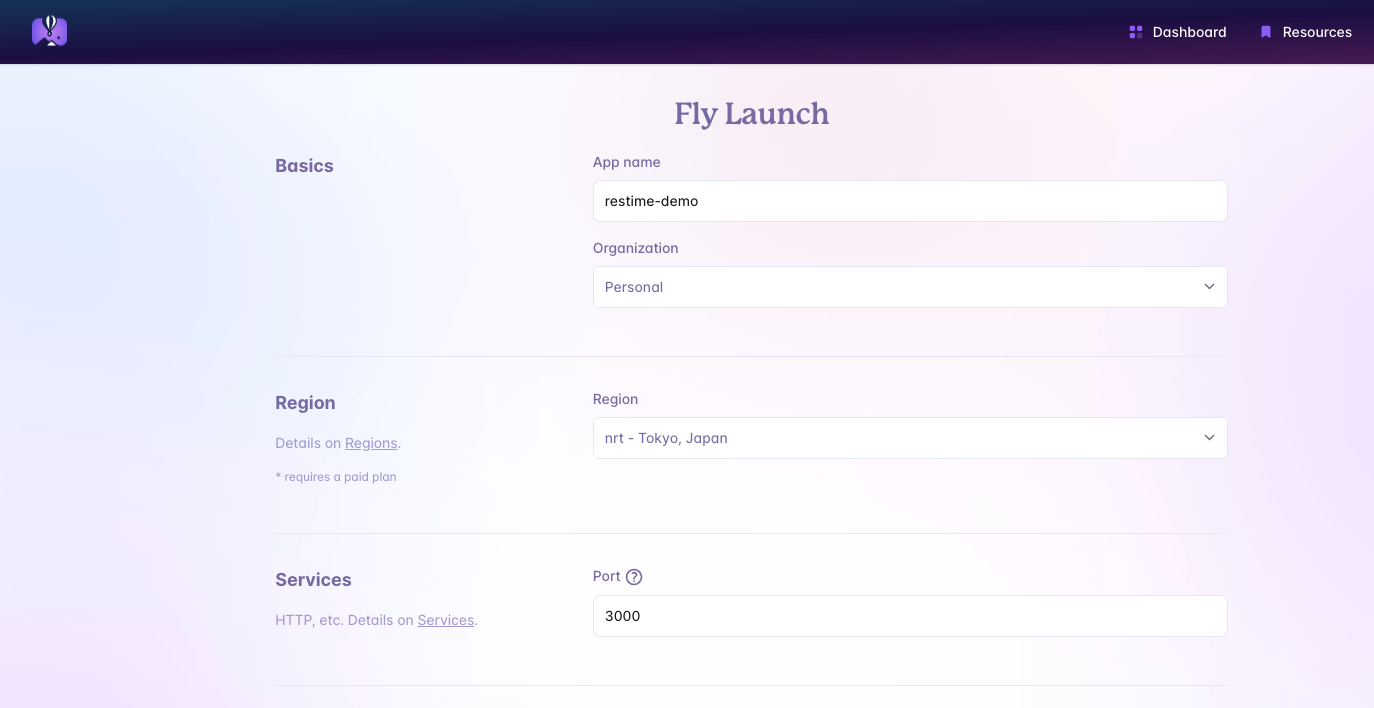 Dashboard
Resources
Fly Launch
Basics
App name
restime-demo
Organization
Personal
Region
Details on Regions.
* requires a paid plan
Region
nrt - Tokyo, Japan
Services
HTTP, etc. Details on Services.
Port ?
3000